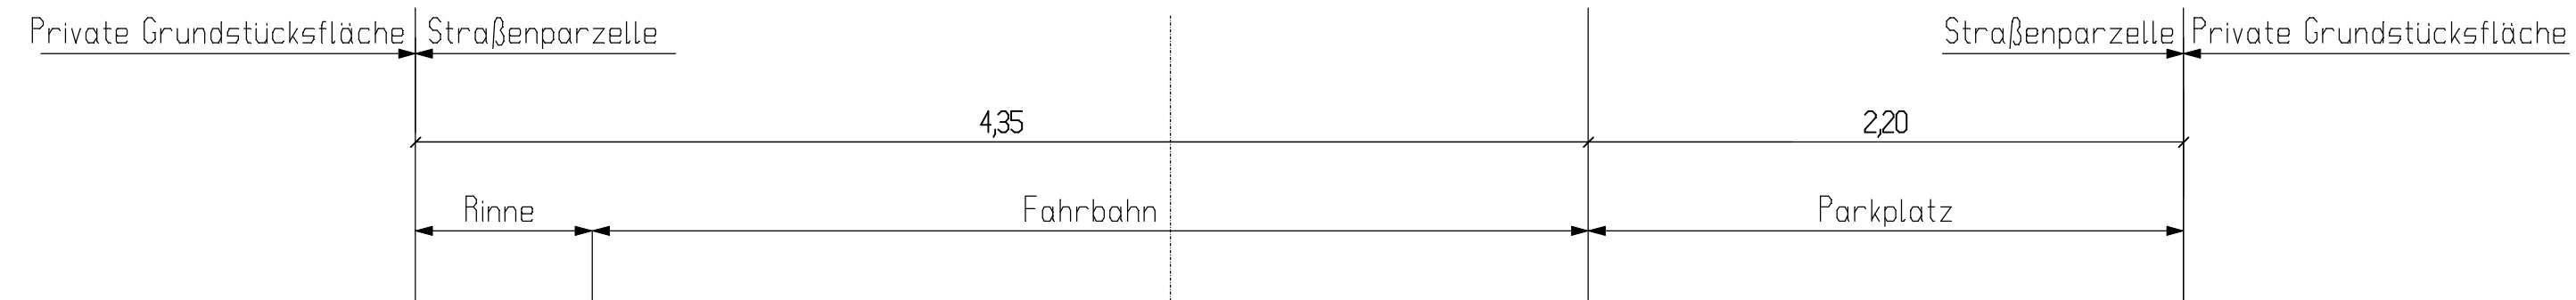 Private Grundstücksfläche Straßenparzelle Straßenparzelle Private Grundstücksfläche
4,35 2,20
Rinne Fahrbahn Parkplatz